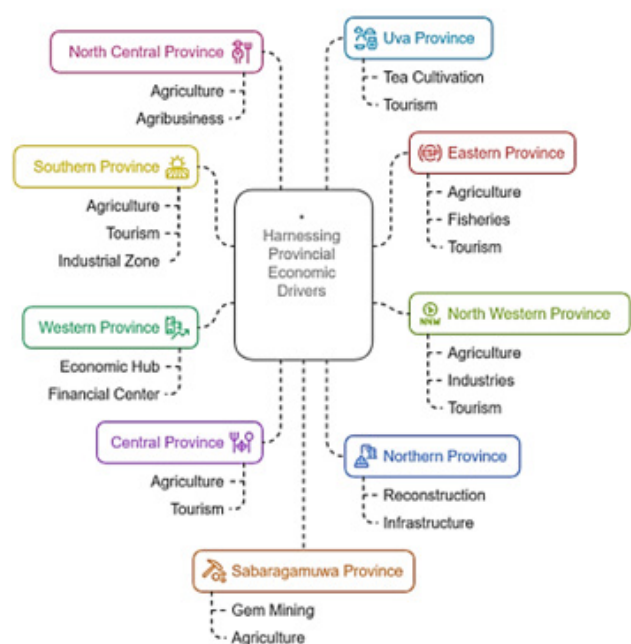 North Central Province
Agriculture
Agribusiness
Uva Province
Tea Cultivation
Tourism
Southern Province
Agriculture
Tourism
Industrial Zone
Eastern Province
Agriculture
Fisheries
Tourism
Harnessing
Provincial
Economic
Drivers
Western Province
Economic Hub
Financial Center
North Western Province
Agriculture
Industries
Tourism
Central Province
Agriculture
Tourism
Northern Province
Reconstruction
Infrastructure
Sabaragamuwa Province
Gem Mining
Agriculture